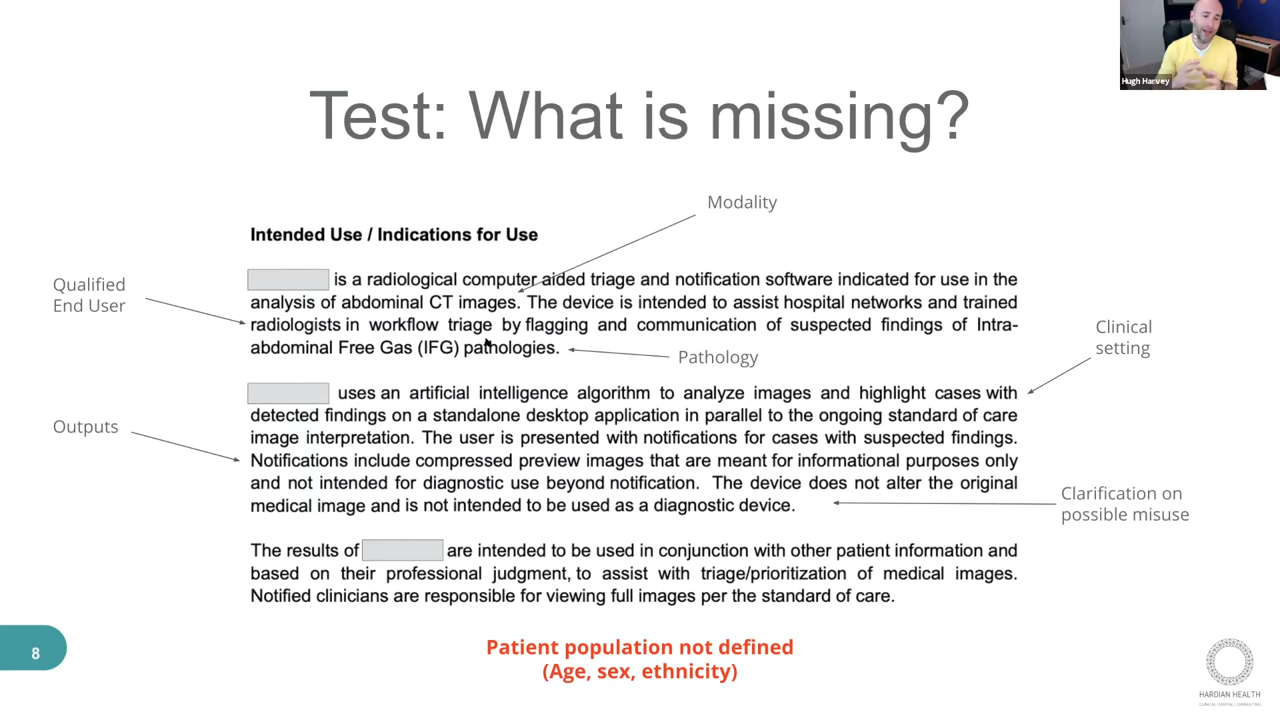 Hugh Harvey
Test: What is missing?
Modality
Intended Use / Indications for Use
Qualified
End User
is a radiological computer aided triage and notification software indicated for use in the
analysis of abdominal CT images. The device is intended to assist hospital networks and trained
radiologists in workflow triage by flagging and communication of suspected findings of Intra-
abdominal Free Gas (IFG) pathologies.
Pathology
Clinical
setting
uses an artificial intelligence algorithm to analyze images and highlight cases with
detected findings on a standalone desktop application in parallel to the ongoing standard of care
image interpretation. The user is presented with notifications for cases with suspected findings.
Notifications include compressed preview images that are meant for informational purposes only
and not intended for diagnostic use beyond notification. The device does not alter the original
medical image and is not intended to be used as a diagnostic device.
Outputs
Clarification on
possible misuse
The results of are intended to be used in conjunction with other patient information and
based on their professional judgment, to assist with triage/prioritization of medical images.
Notified clinicians are responsible for viewing full images per the standard of care.
Patient population not defined
(Age, sex, ethnicity)
8
HARDIAN HEALTH
CLINICAL DIGITAL CONSULTING